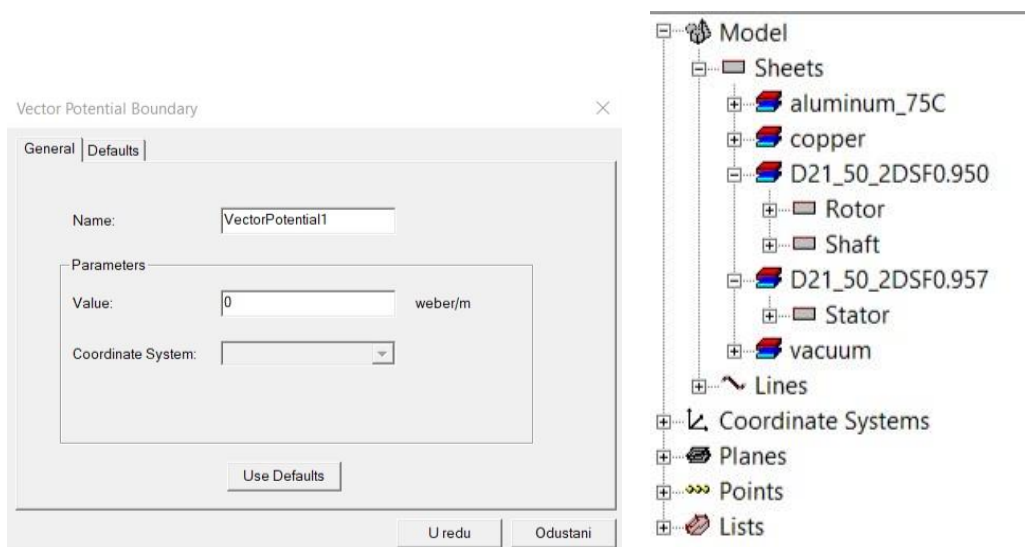 Vector Potential Boundary
General
Defaults
Name:
VectorPotential1
Parameters
Value:
0
weber/m
Coordinate System:
Use Defaults
U redu
Odustani
Model
Sheets
aluminum_75C
copper
D21_50_2DSF0.950
Rotor
Shaft
D21_50_2DSF0.957
Stator
vacuum
Lines
Coordinate Systems
Planes
Points
Lists